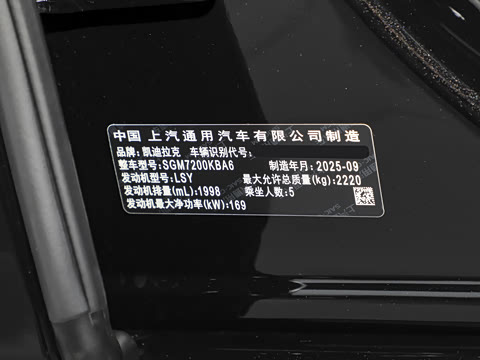 中国 上汽通用汽车有限公司制造
品牌:凯迪拉克 车辆识别代号:
整车型号:SGM7200KBA6 制造年月:2025-09
发动机型号:LSY 最大允许总质量(kg):2220
发动机排量(mL):1998 乘坐人数:5
发动机最大净功率(kW):169